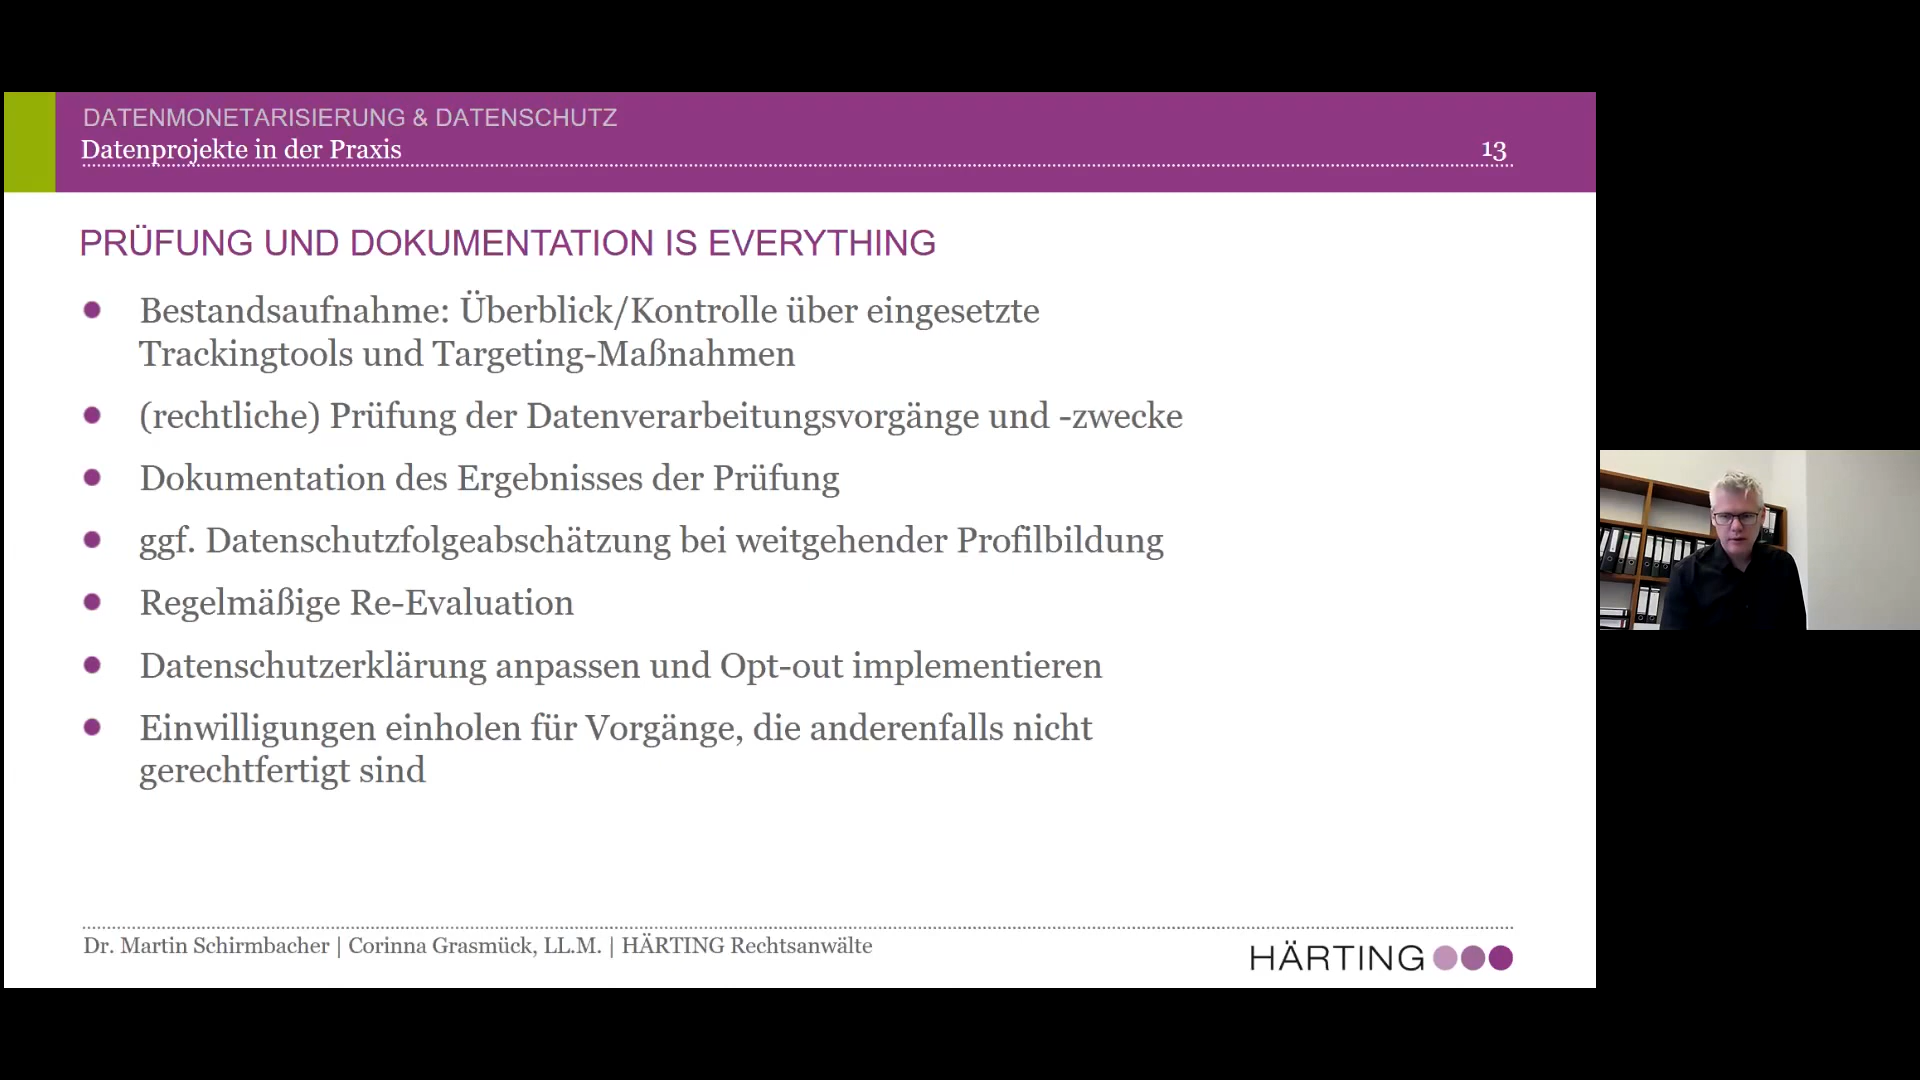 DATENMONETARISIERUNG & DATENSCHUTZ
Datenprojekte in der Praxis
13
PRÜFUNG UND DOKUMENTATION IS EVERYTHING
Bestandsaufnahme: Überblick/Kontrolle über eingesetzte
Trackingtools und Targeting-Maßnahmen
(rechtliche) Prüfung der Datenverarbeitungsvorgänge und -zwecke
Dokumentation des Ergebnisses der Prüfung
ggf. Datenschutzfolgeabschätzung bei weitgehender Profilbildung
Regelmäßige Re-Evaluation
Datenschutzerklärung anpassen und Opt-out implementieren
Einwilligungen einholen für Vorgänge, die anderenfalls nicht
gerechtfertigt sind
Dr. Martin Schirmbacher | Corinna Grasmück, LL.M. | HÄRTING Rechtsanwälte
HÄRTING